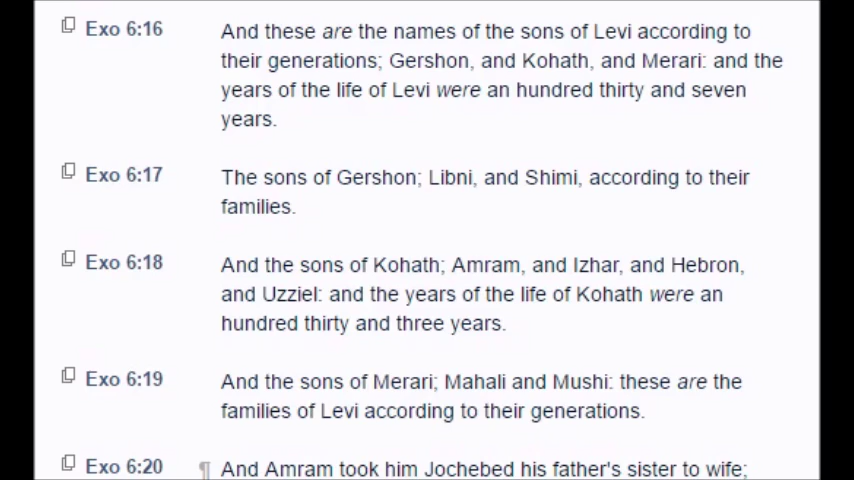 Exo 6:16 And these are the names of the sons of Levi according to
their generations; Gershon, and Kohath, and Merari: and the
years of the life of Levi were an hundred thirty and seven
years.
Exo 6:17 The sons of Gershon; Libni, and Shimi, according to their
families.
Exo 6:18 And the sons of Kohath; Amram, and Izhar, and Hebron,
and Uzziel: and the years of the life of Kohath were an
hundred thirty and three years.
Exo 6:19 And the sons of Merari; Mahali and Mushi: these are the
families of Levi according to their generations.
Exo 6:20 ¶ And Amram took him Jochebed his father's sister to wife;